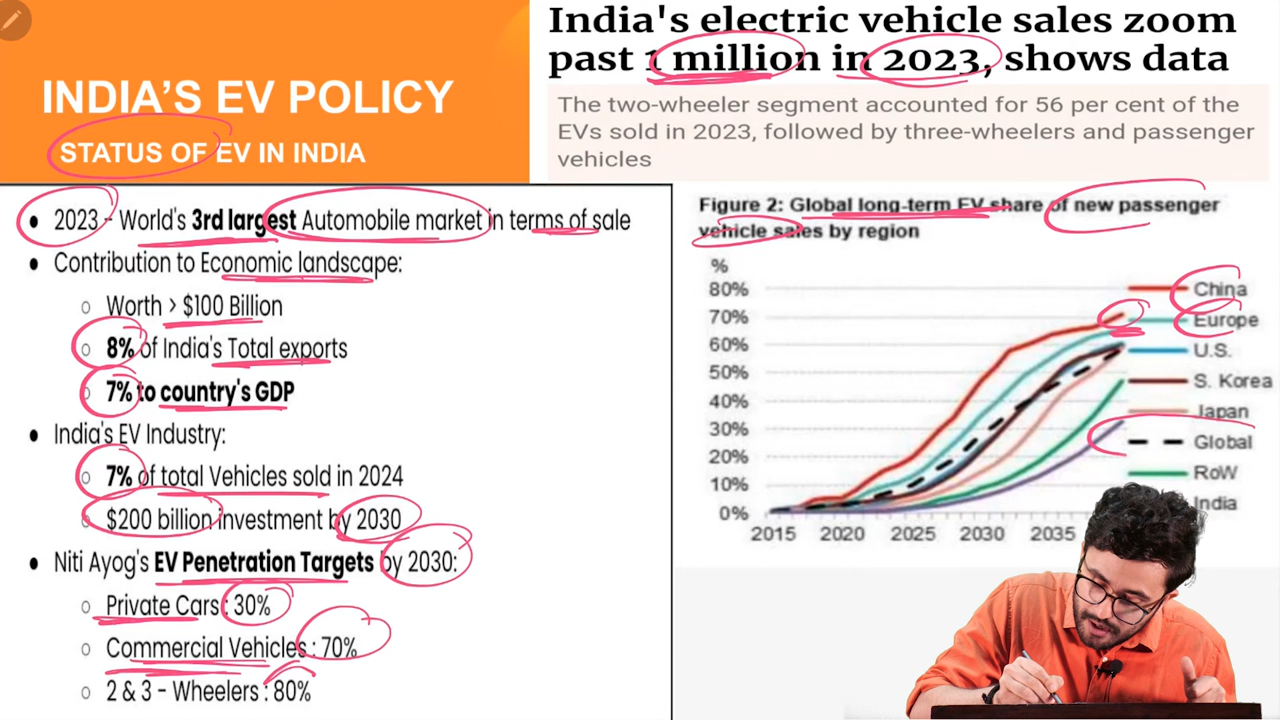 INDIA'S EV POLICY
STATUS OF EV IN INDIA
India's electric vehicle sales zoom
past 1 million in 2023, shows data
The two-wheeler segment accounted for 56 per cent of the
EVs sold in 2023, followed by three-wheelers and passenger
vehicles
● 2023 - World's 3rd largest Automobile market in terms of sale
● Contribution to Economic landscape:
○ Worth > $100 Billion
○ 8% of India's Total exports
○ 7% to country's GDP
● India's EV Industry:
○ 7% of total Vehicles sold in 2024
○ $200 billion investment by 2030
● Niti Ayog's EV Penetration Targets by 2030:
○ Private Cars : 30%
○ Commercial Vehicles : 70%
○ 2 & 3 - Wheelers : 80%
Figure 2: Global long-term EV share of new passenger
vehicle sales by region
%
80%
70%
60%
50%
40%
30%
20%
10%
0%
2015 2020 2025 2030 2035
China
Europe
U.S.
S. Korea
Japan
Global
RoW
India